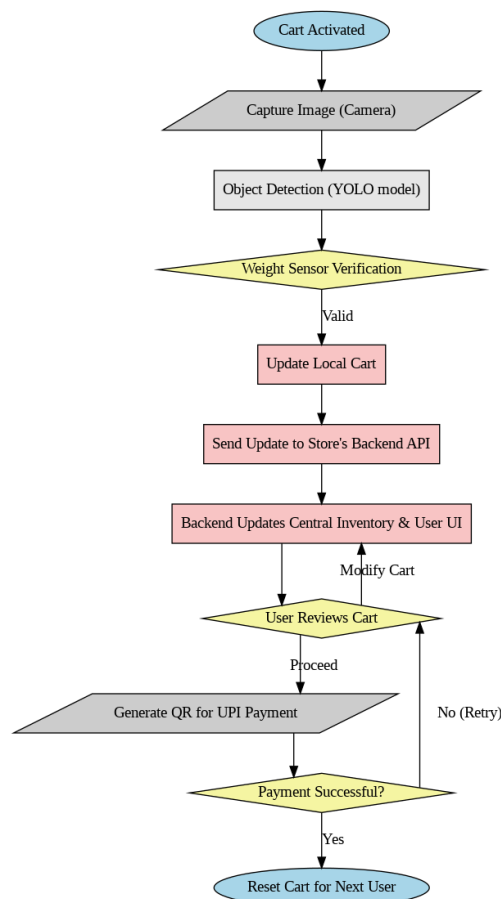 Cart Activated
Capture Image (Camera)
Object Detection (YOLO model)
Weight Sensor Verification
Valid
Update Local Cart
Send Update to Store's Backend API
Backend Updates Central Inventory & User UI
Modify Cart
User Reviews Cart
Proceed
Generate QR for UPI Payment
No (Retry)
Payment Successful?
Yes
Reset Cart for Next User